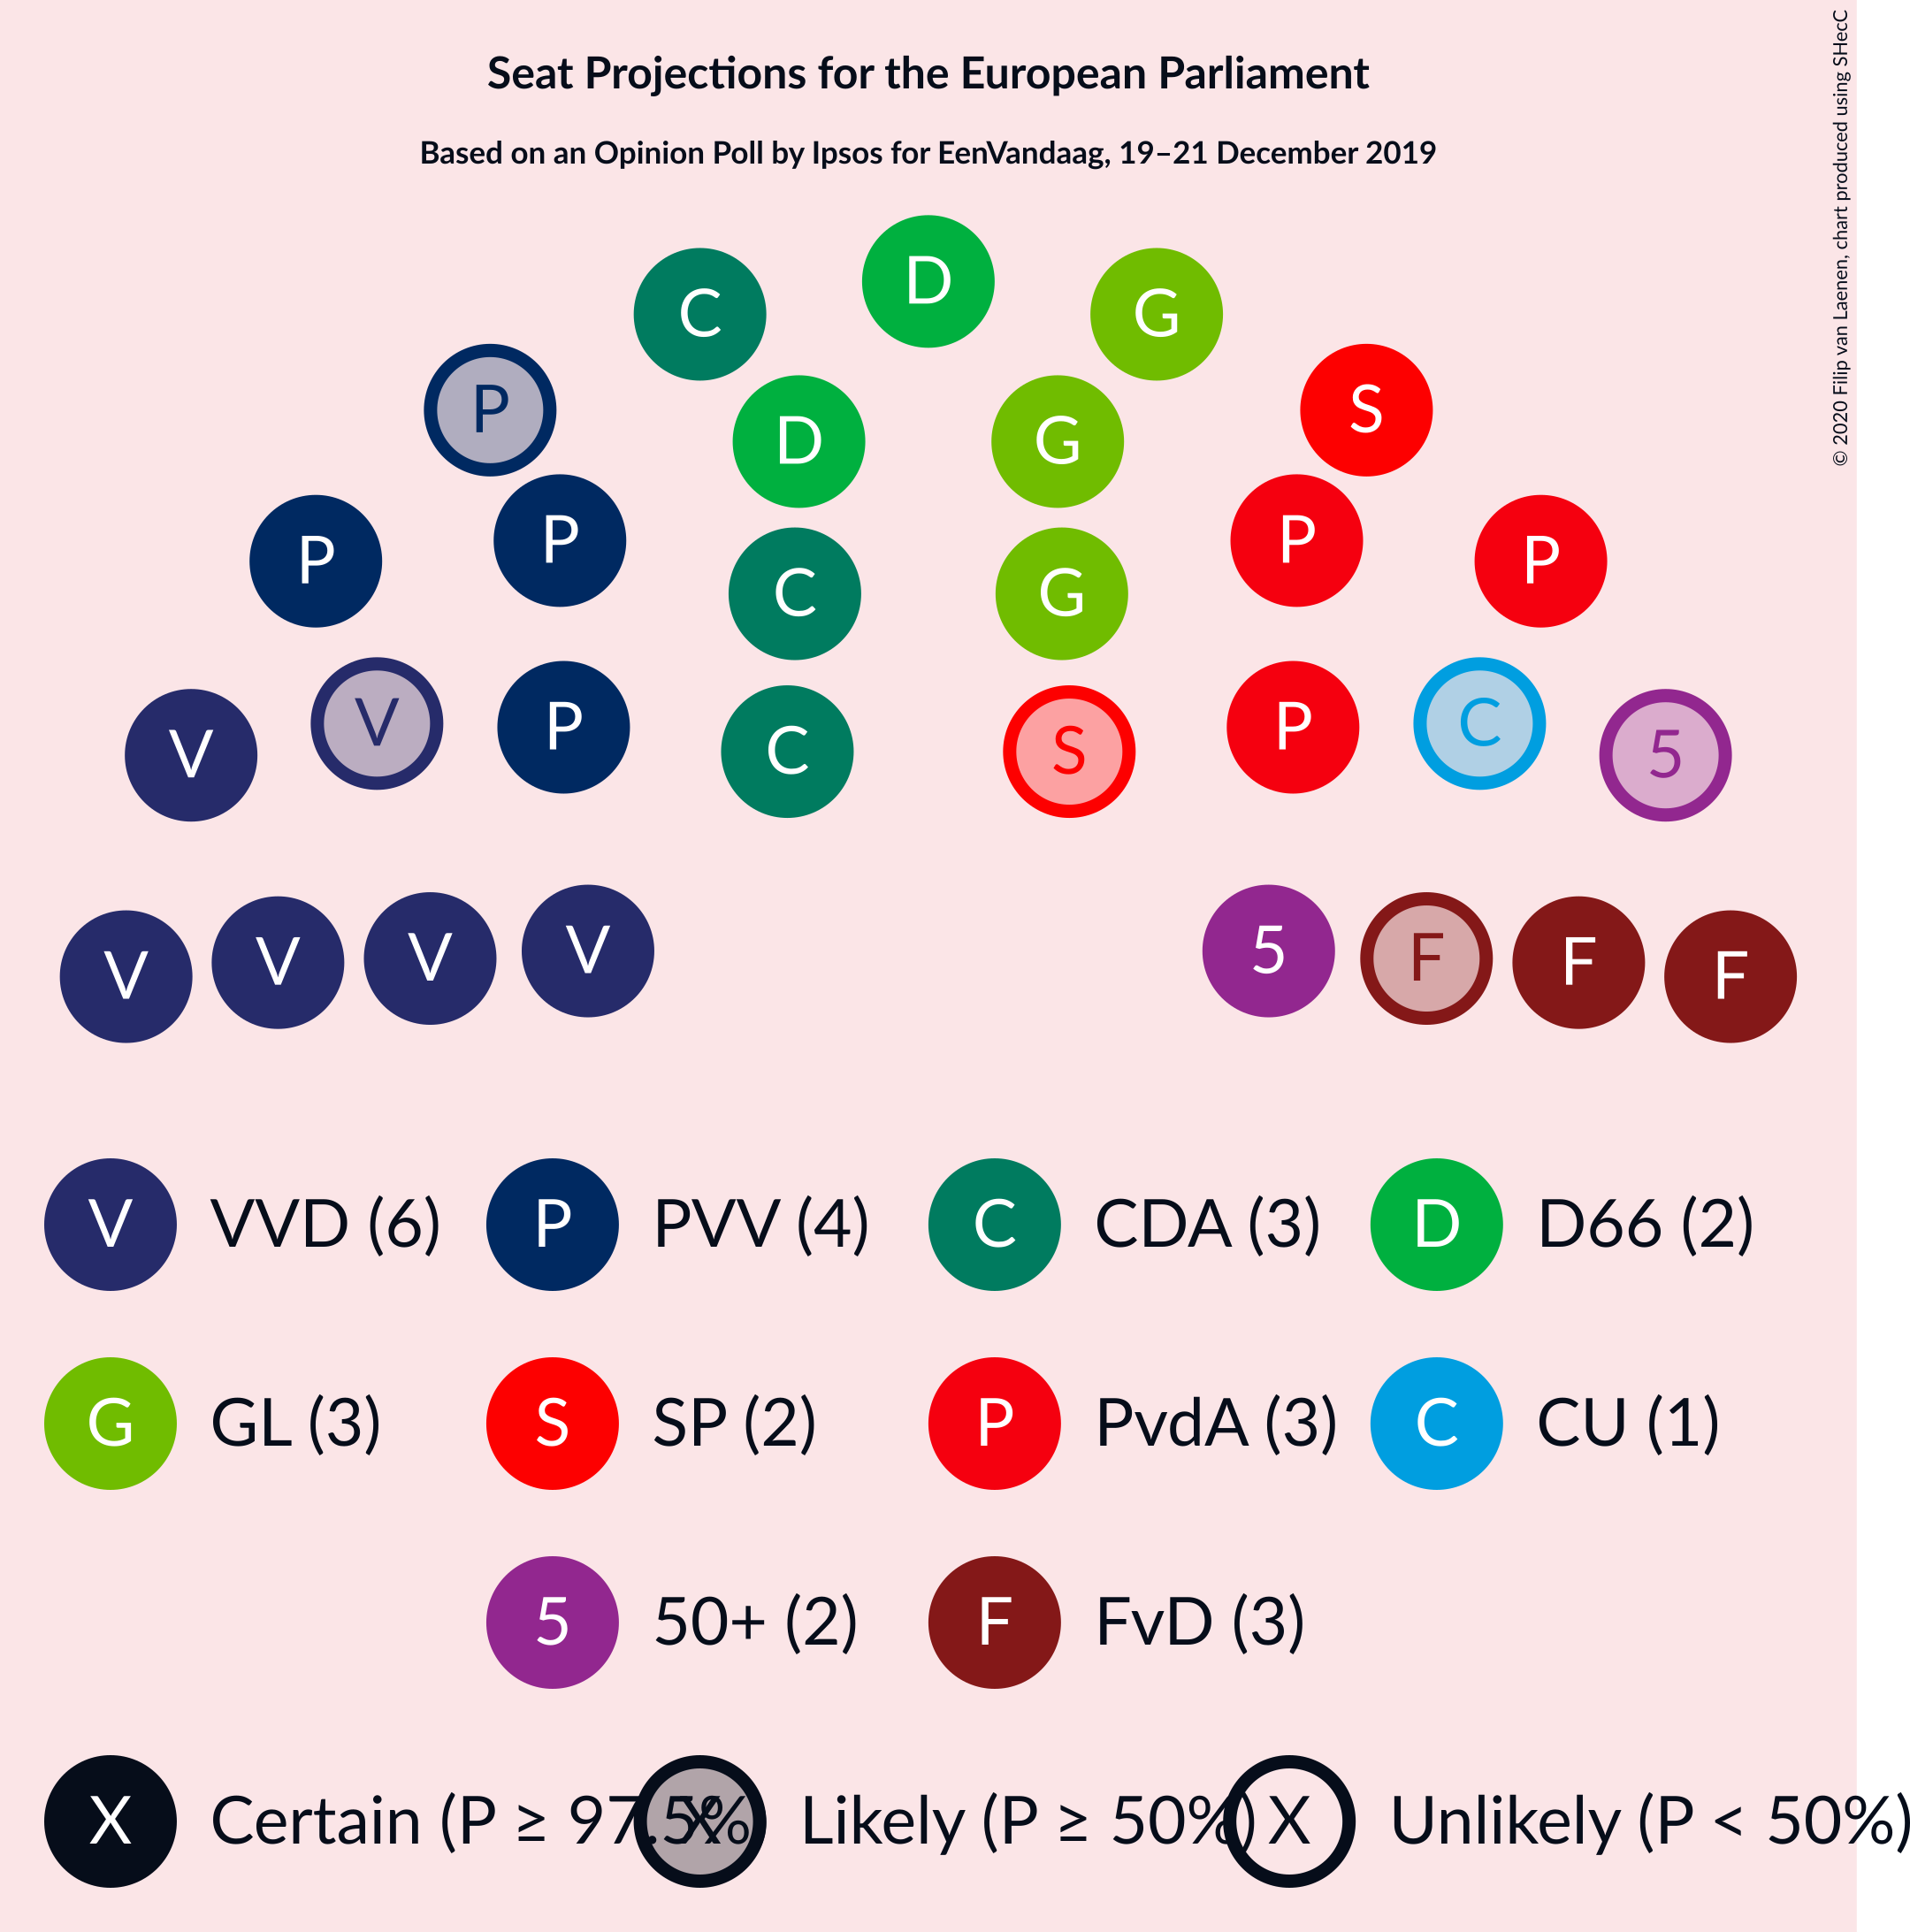 Seat Projections for the European Parliament
Based on an Opinion Poll by Ipsos for EenVandaag, 19–21 December 2019
© 2020 Filip van Laenen, chart produced using SHecC
D
C G
P S
D G
P P
P P
C G
V P P C
V C S 5
V V V V 5 F F F
V VVD (6) P PVV (4) C CDA (3) D D66 (2)
G GL (3) S SP (2) P PvdA (3) C CU (1)
5 50+ (2) F FvD (3)
X Certain (P ≥ 97.5% X Likely (P ≥ 50%) X Unlikely (P < 50%)